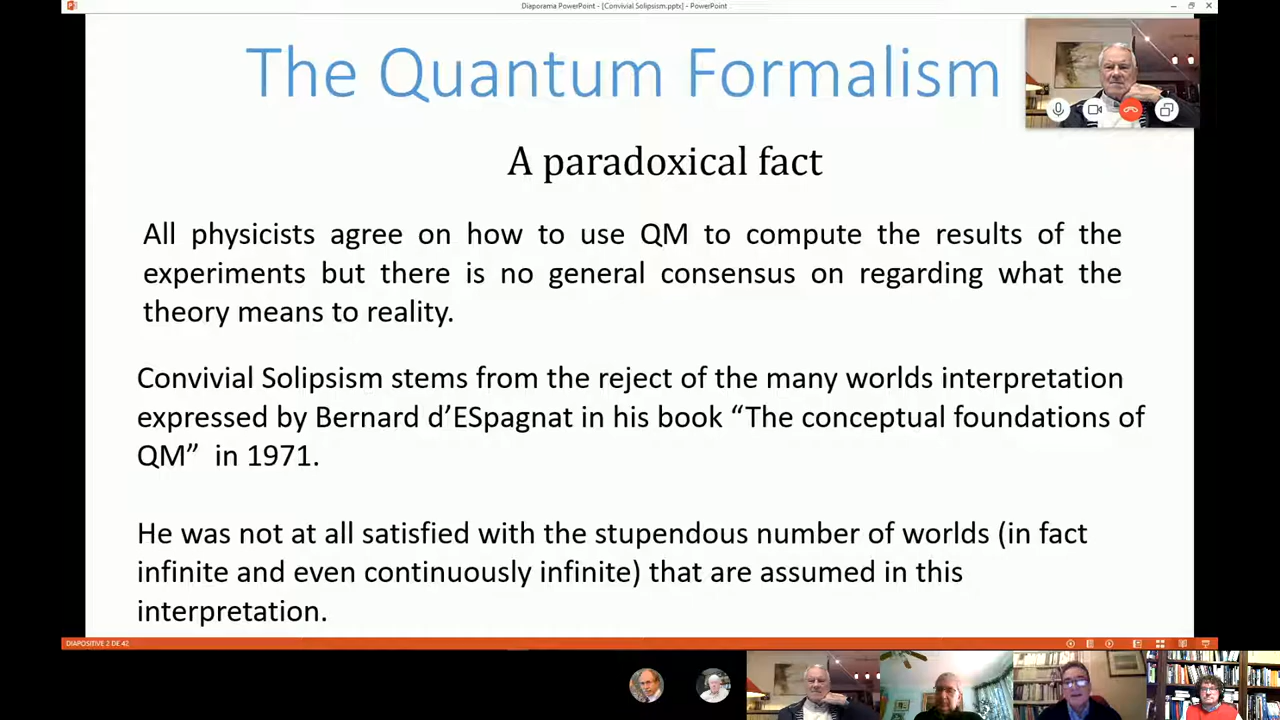 Diaporama PowerPoint - [Convivial Solipsism.pptx] - PowerPoint
The Quantum Formalism
A paradoxical fact
All physicists agree on how to use QM to compute the results of the
experiments but there is no general consensus on regarding what the
theory means to reality.
Convivial Solipsism stems from the reject of the many worlds interpretation
expressed by Bernard d’ESpagnat in his book “The conceptual foundations of
QM” in 1971.
He was not at all satisfied with the stupendous number of worlds (in fact
infinite and even continuously infinite) that are assumed in this
interpretation.
DIAPOSITIVE 2 DE 42